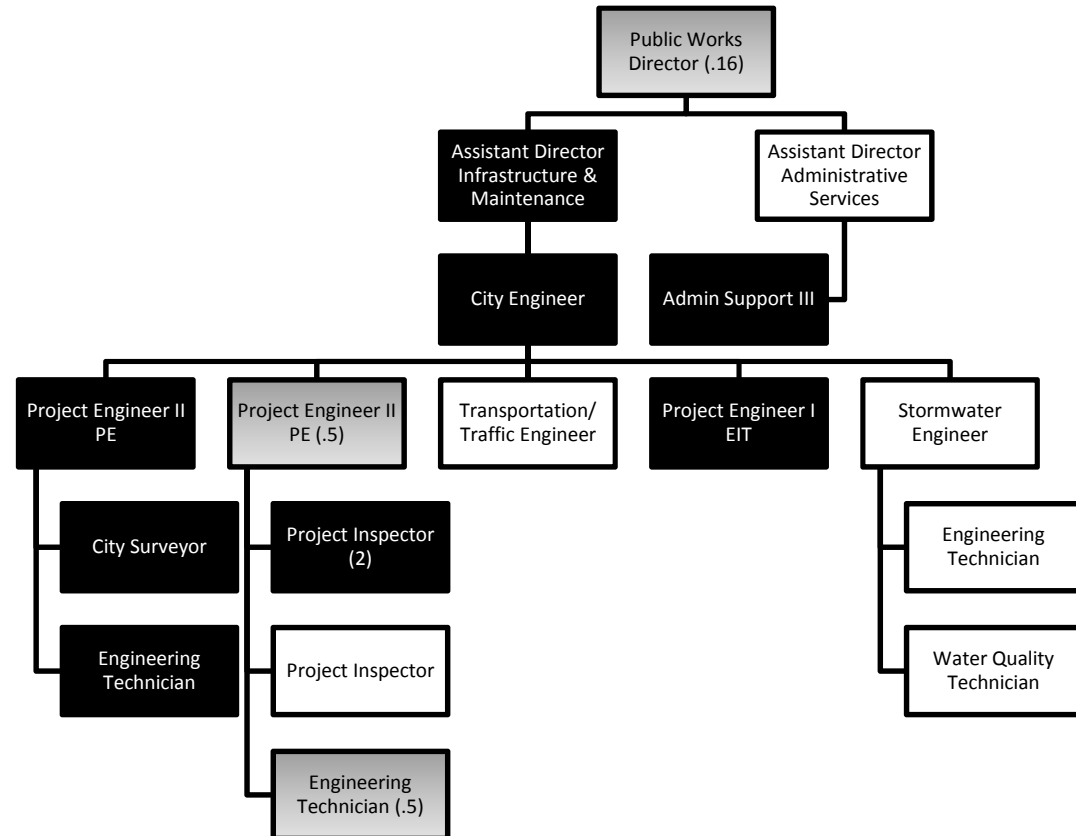 Public Works
Director (.16)
Assistant Director
Infrastructure &
Maintenance
Assistant Director
Administrative
Services
City Engineer
Admin Support III
Project Engineer II
PE
Project Engineer II
PE (.5)
Transportation/
Traffic Engineer
Project Engineer I
EIT
Stormwater
Engineer
City Surveyor
Project Inspector
(2)
Engineering
Technician
Engineering
Technician
Project Inspector
Water Quality
Technician
Engineering
Technician (.5)